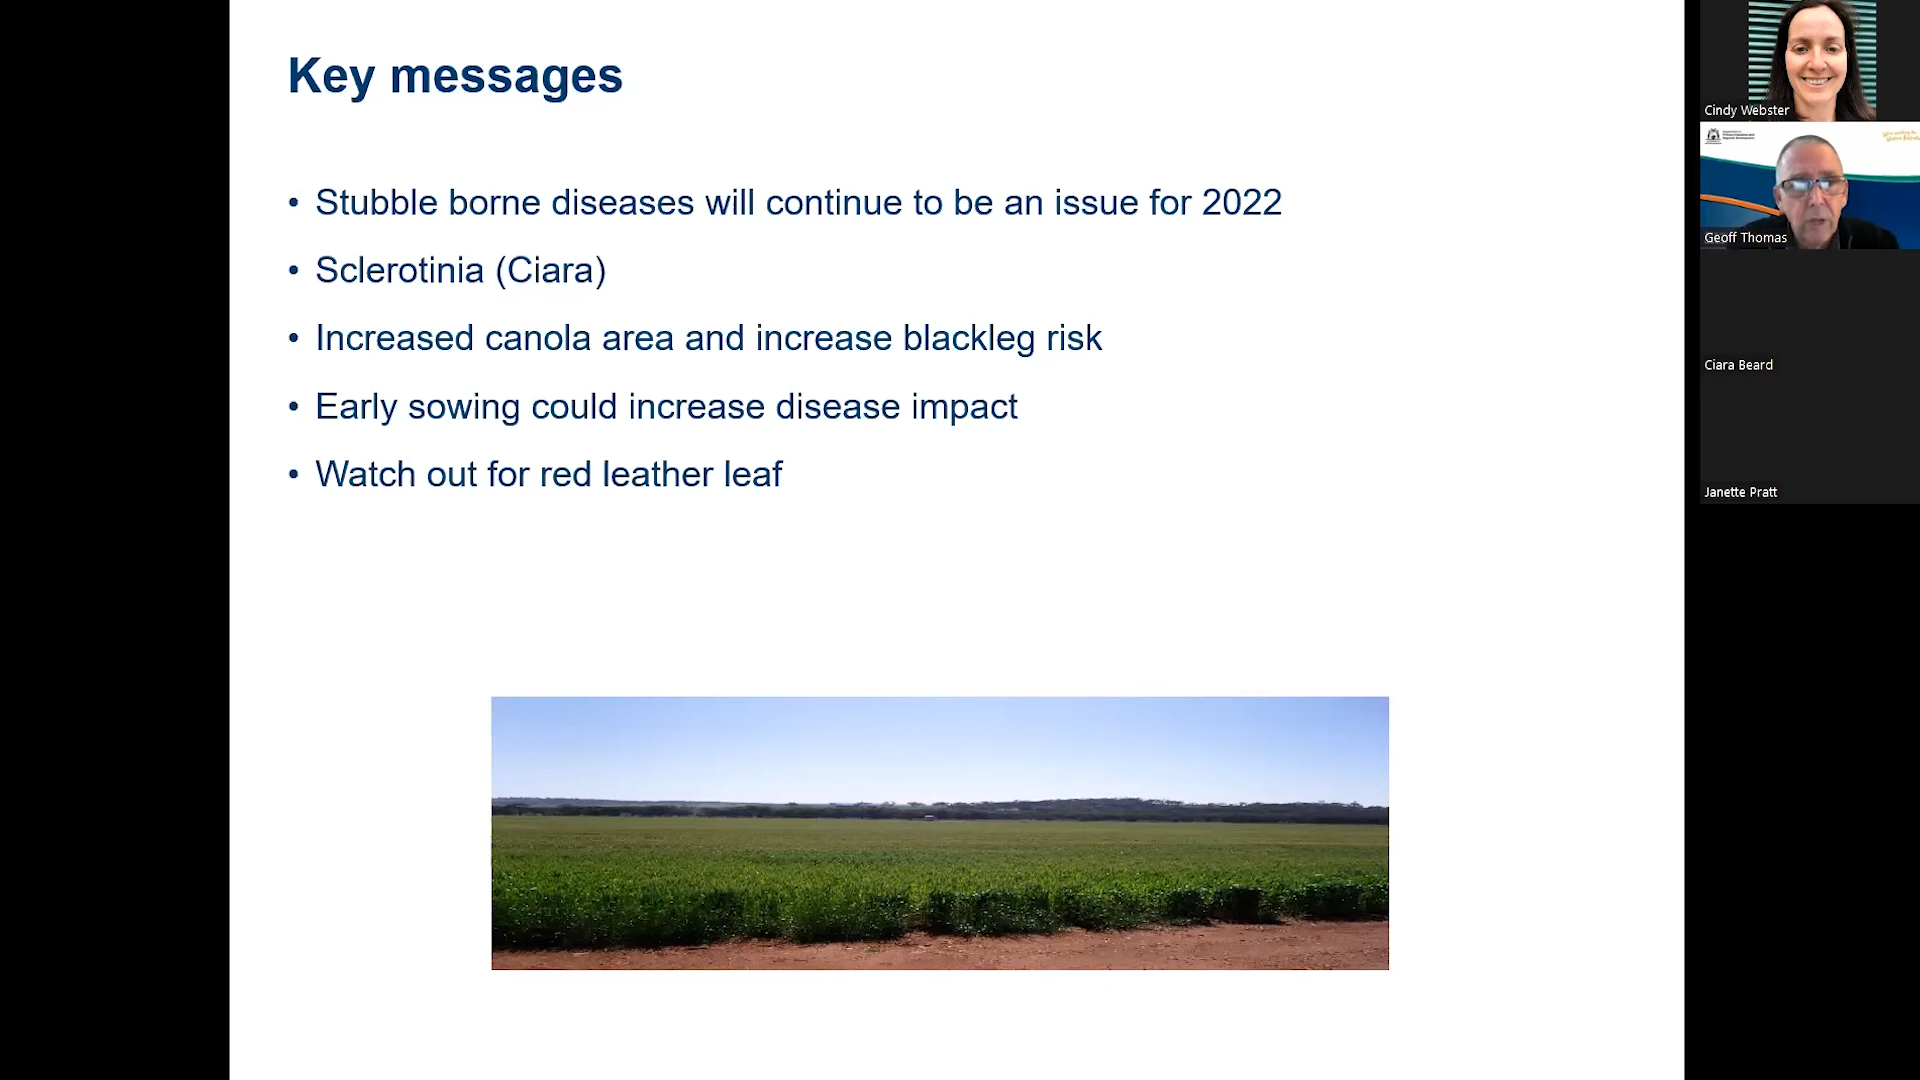 Key messages
• Stubble borne diseases will continue to be an issue for 2022
• Sclerotinia (Ciara)
• Increased canola area and increase blackleg risk
• Early sowing could increase disease impact
• Watch out for red leather leaf
Cindy Webster
Geoff Thomas
Ciara Beard
Janette Pratt